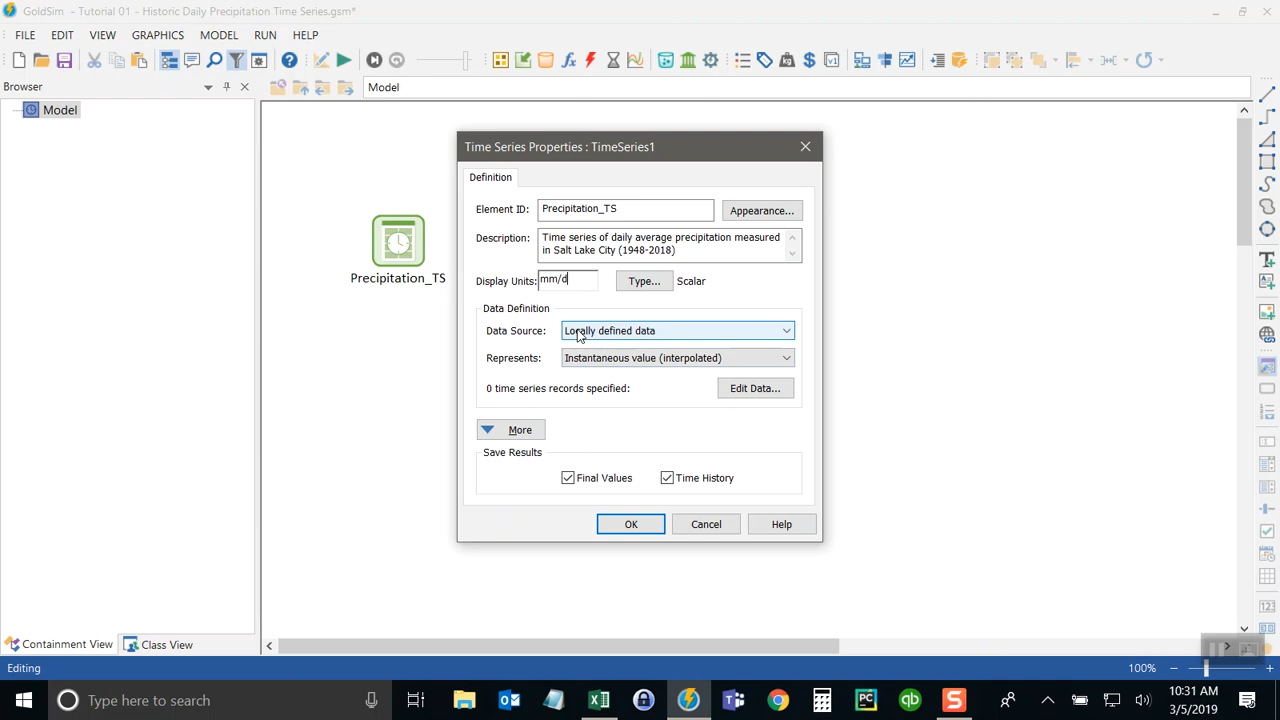 GoldSim - Tutorial 01 - Historic Daily Precipitation Time Series.gsm*
FILE EDIT VIEW GRAPHICS MODEL RUN HELP
Browser
Model
Model
Precipitation_TS
Time Series Properties : TimeSeries1
Definition
Element ID: Precipitation_TS Appearance...
Description: Time series of daily average precipitation measured
in Salt Lake City (1948-2018)
Display Units: mm/d Type... Scalar
Data Definition
Data Source: Locally defined data
Represents: Instantaneous value (interpolated)
0 time series records specified: Edit Data...
More
Save Results
Final Values Time History
OK Cancel Help
Containment View Class View
Editing 100%
Type here to search
10:31 AM
3/5/2019